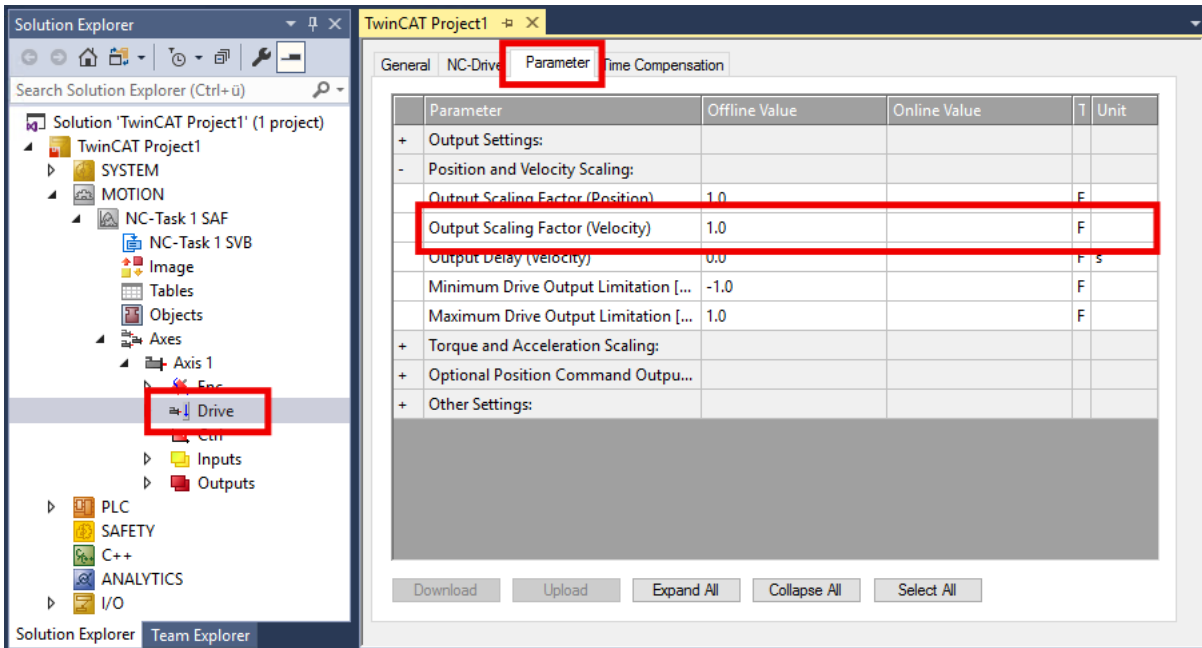 Solution Explorer
Search Solution Explorer (Ctrl+ü)
Solution 'TwinCAT Project1' (1 project)
TwinCAT Project1
SYSTEM
MOTION
NC-Task 1 SAF
NC-Task 1 SVB
Image
Tables
Objects
Axes
Axis 1
Enc
Drive
Ctrl
Inputs
Outputs
PLC
SAFETY
C++
ANALYTICS
I/O
Solution Explorer Team Explorer
TwinCAT Project1
General NC-Drive Parameter Time Compensation
Parameter Offline Value Online Value T Unit
+ Output Settings:
- Position and Velocity Scaling:
Output Scaling Factor (Position) 1.0 F
Output Scaling Factor (Velocity) 1.0 F
Output Delay (Velocity) 0.0 F s
Minimum Drive Output Limitation [... -1.0 F
Maximum Drive Output Limitation [... 1.0 F
+ Torque and Acceleration Scaling:
+ Optional Position Command Outpu...
+ Other Settings:
Download Upload Expand All Collapse All Select All